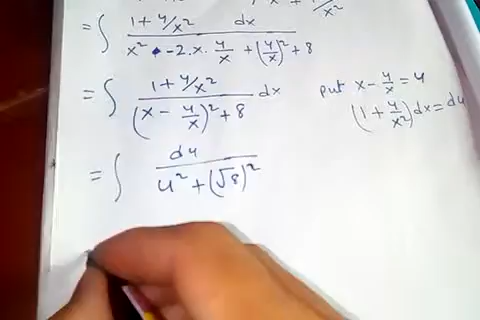 = ∫ (1 + 4/x² dx) / (x² - 2.x. 4/x + (4/x)² + 8)
= ∫ (1 + 4/x²) / ((x - 4/x)² + 8) dx
put x - 4/x = u
(1 + 4/x²) dx = du
= ∫ du / (u² + (√8)²)